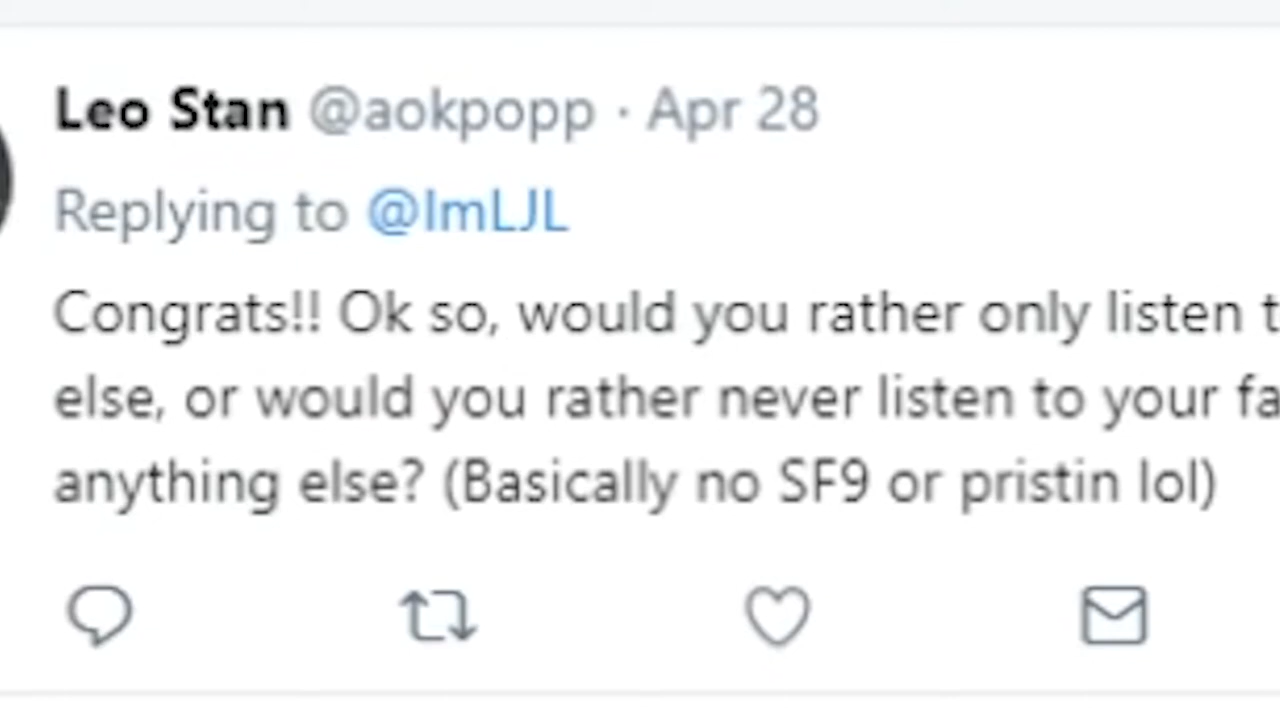 Leo Stan @aokpopp · Apr 28
Replying to @ImLJL
Congrats!! Ok so, would you rather only listen
else, or would you rather never listen to your
anything else? (Basically no SF9 or pristin lol)